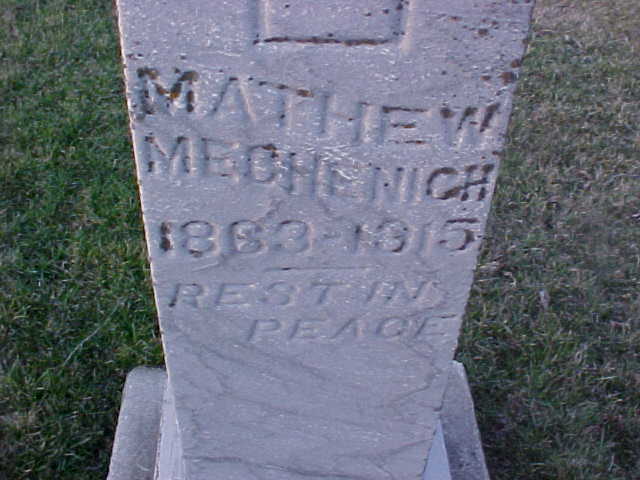 MATHEW
MECHENICH
1863-1915
REST IN
PEACE